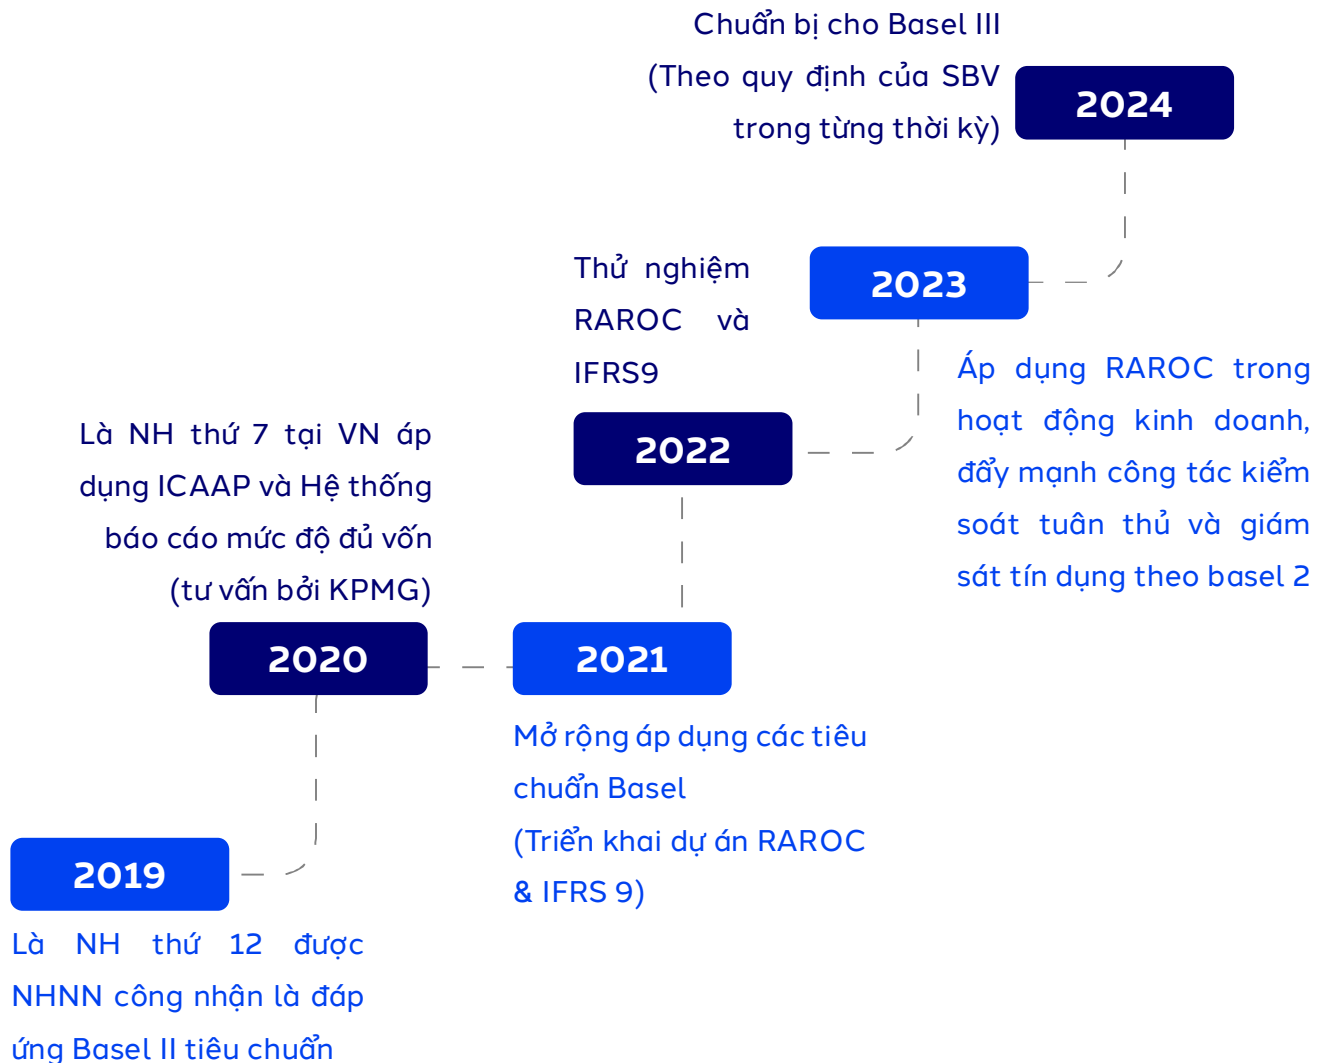 Chuẩn bị cho Basel III
(Theo quy định của SBV
trong từng thời kỳ)
2024
Thử nghiệm
RAROC và
IFRS9
2023
Áp dụng RAROC trong
hoạt động kinh doanh,
đẩy mạnh công tác kiểm
soát tuân thủ và giám
sát tín dụng theo basel 2
2022
Là NH thứ 7 tại VN áp
dụng ICAAP và Hệ thống
báo cáo mức độ đủ vốn
(tư vấn bởi KPMG)
2020
2021
Mở rộng áp dụng các tiêu
chuẩn Basel
(Triển khai dự án RAROC
& IFRS 9)
2019
Là NH thứ 12 được
NHNN công nhận là đáp
ứng Basel II tiêu chuẩn